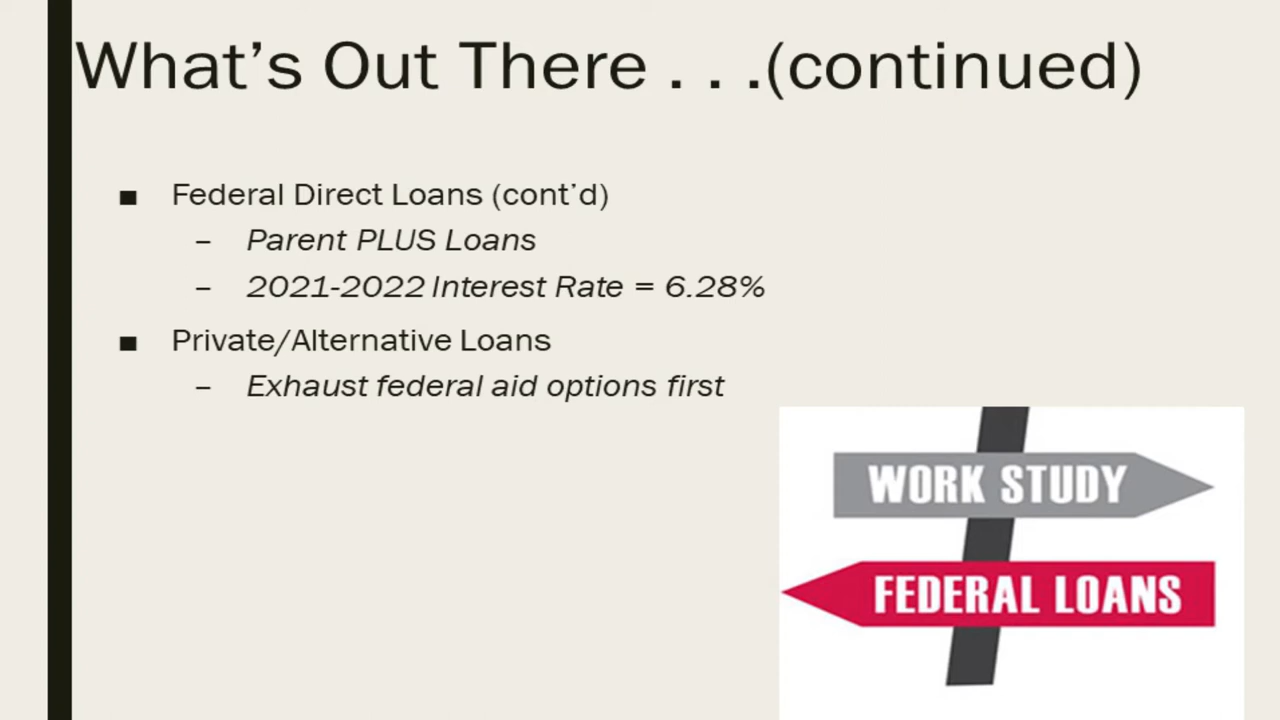 What’s Out There . . .(continued)
■ Federal Direct Loans (cont’d)
– Parent PLUS Loans
– 2021-2022 Interest Rate = 6.28%
■ Private/Alternative Loans
– Exhaust federal aid options first
WORK STUDY
FEDERAL LOANS